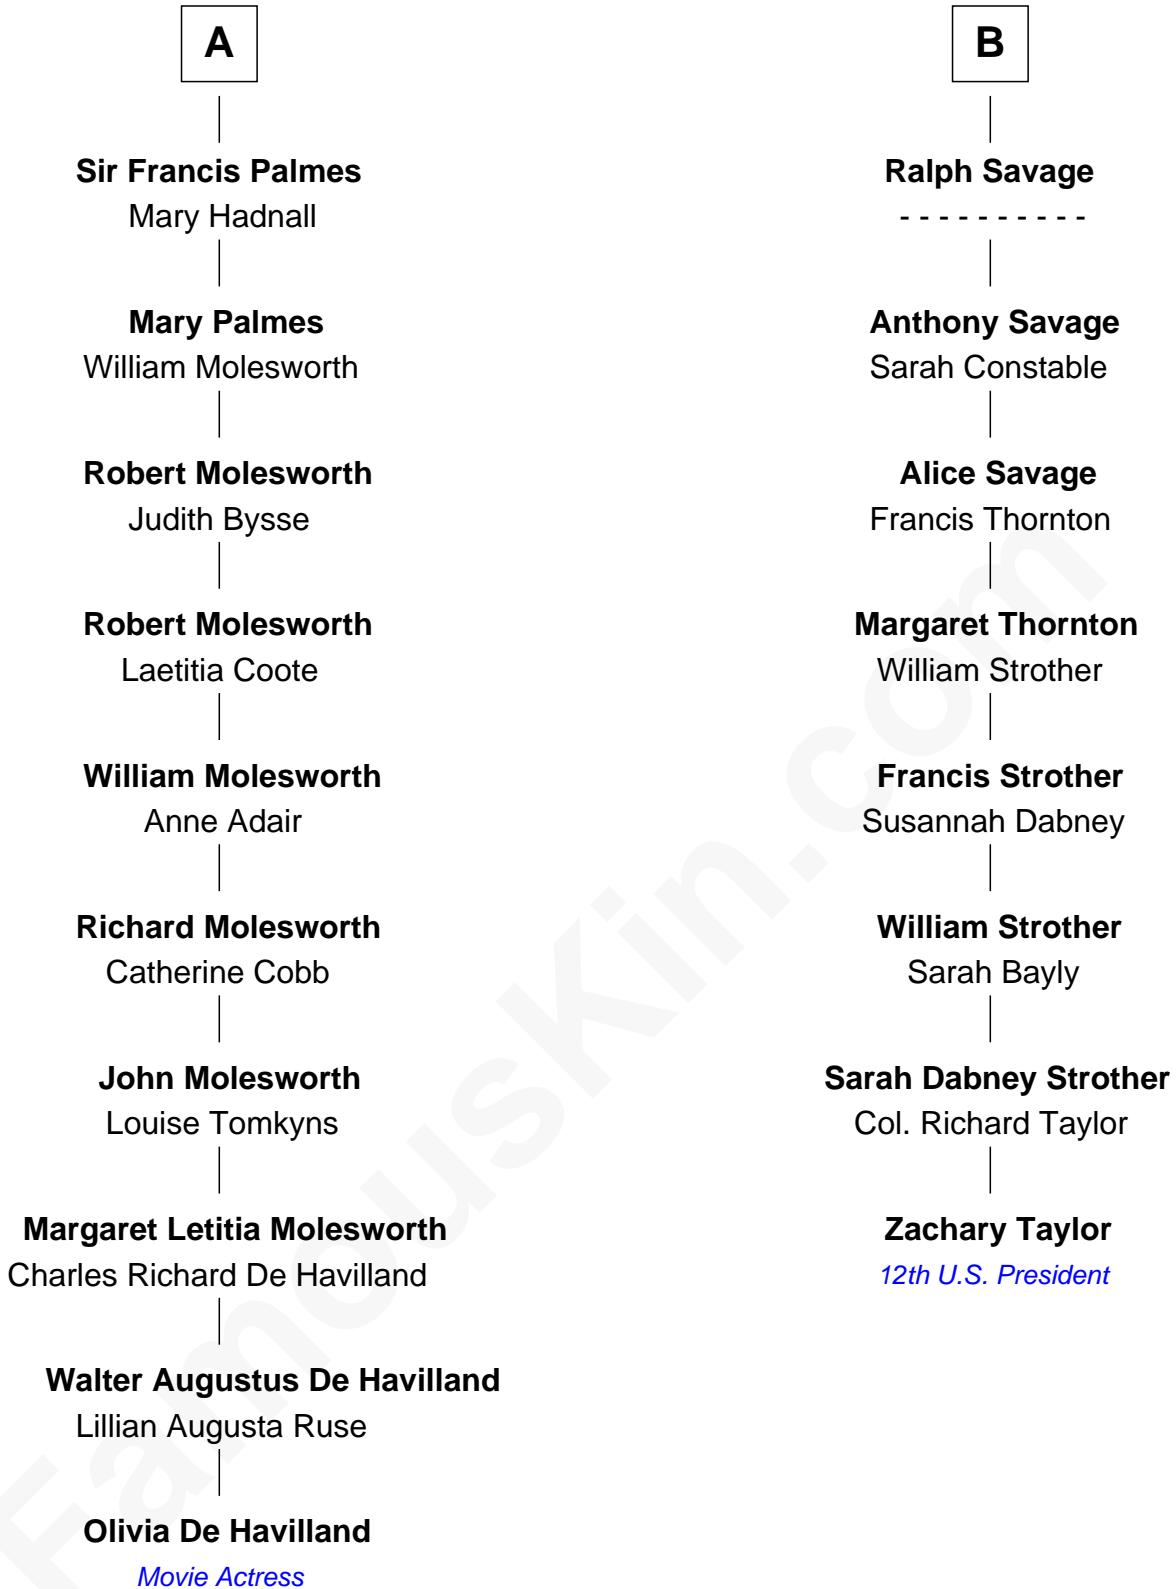 A
Sir Francis Palmes
Mary Hadnall
Mary Palmes
William Molesworth
Robert Molesworth
Judith Bysse
Robert Molesworth
Laetitia Coote
William Molesworth
Anne Adair
Richard Molesworth
Catherine Cobb
John Molesworth
Louise Tomkyns
Margaret Letitia Molesworth
Charles Richard De Havilland
Walter Augustus De Havilland
Lillian Augusta Ruse
Olivia De Havilland
Movie Actress
B
Ralph Savage
- - - - - - - - - -
Anthony Savage
Sarah Constable
Alice Savage
Francis Thornton
Margaret Thornton
William Strother
Francis Strother
Susannah Dabney
William Strother
Sarah Bayly
Sarah Dabney Strother
Col. Richard Taylor
Zachary Taylor
12th U.S. President
FamousKin.com